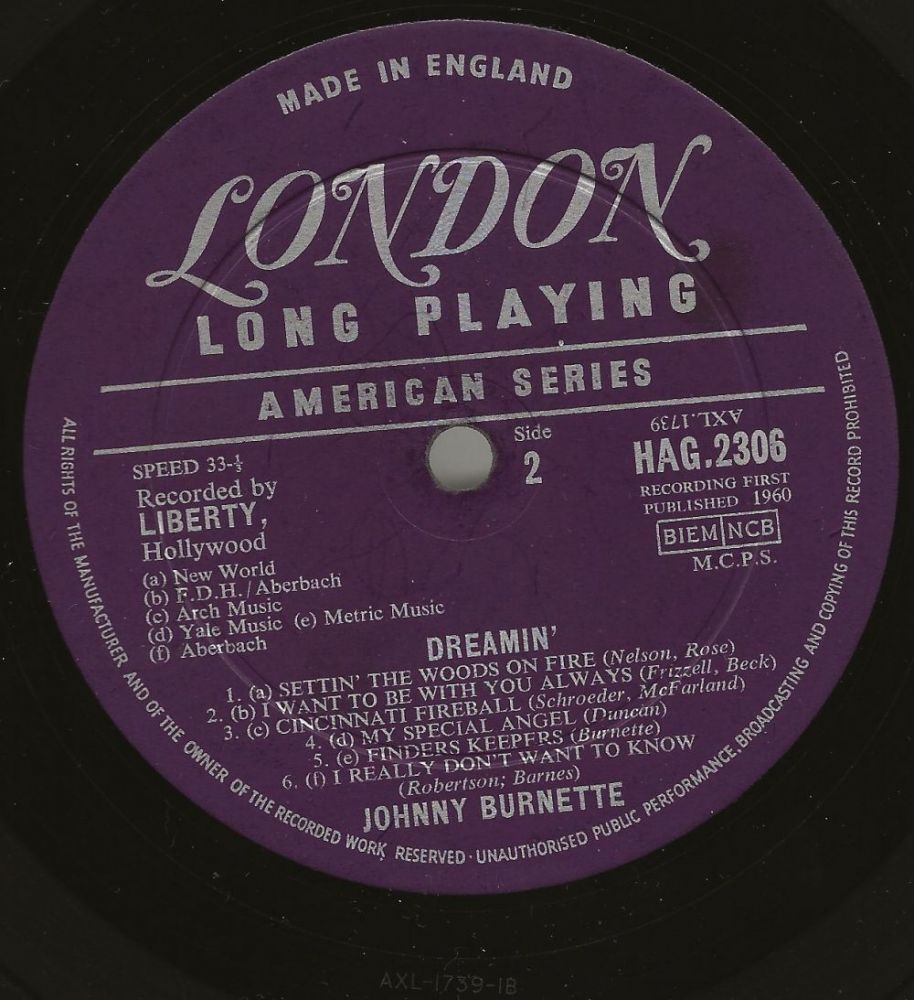 MADE IN ENGLAND
LONDON
LONG PLAYING
AMERICAN SERIES
SPEED 33-⅓
Recorded by
LIBERTY,
Hollywood
(a) New World
(b) F.D.H./Aberbach
(c) Arch Music
(d) Yale Music (e) Metric Music
(f) Aberbach
Side
2
AXL.1739
HAG.2306
RECORDING FIRST
PUBLISHED 1960
BIEM NCB
M.C.P.S.
DREAMIN'
1. (a) SETTIN' THE WOODS ON FIRE (Nelson, Rose)
2. (b) I WANT TO BE WITH YOU ALWAYS (Frizzell, Beck)
3. (c) CINCINNATI FIREBALL (Schroeder, McFarland)
4. (d) MY SPECIAL ANGEL (Duncan)
5. (e) FINDERS KEEPERS (Burnette)
6. (f) I REALLY DON'T WANT TO KNOW
(Robertson; Barnes)
JOHNNY BURNETTE
ALL RIGHTS OF THE MANUFACTURER AND OF THE OWNER OF THE RECORDED WORK RESERVED · UNAUTHORISED PUBLIC PERFORMANCE, BROADCASTING AND COPYING OF THIS RECORD PROHIBITED
AXL-1739-1B